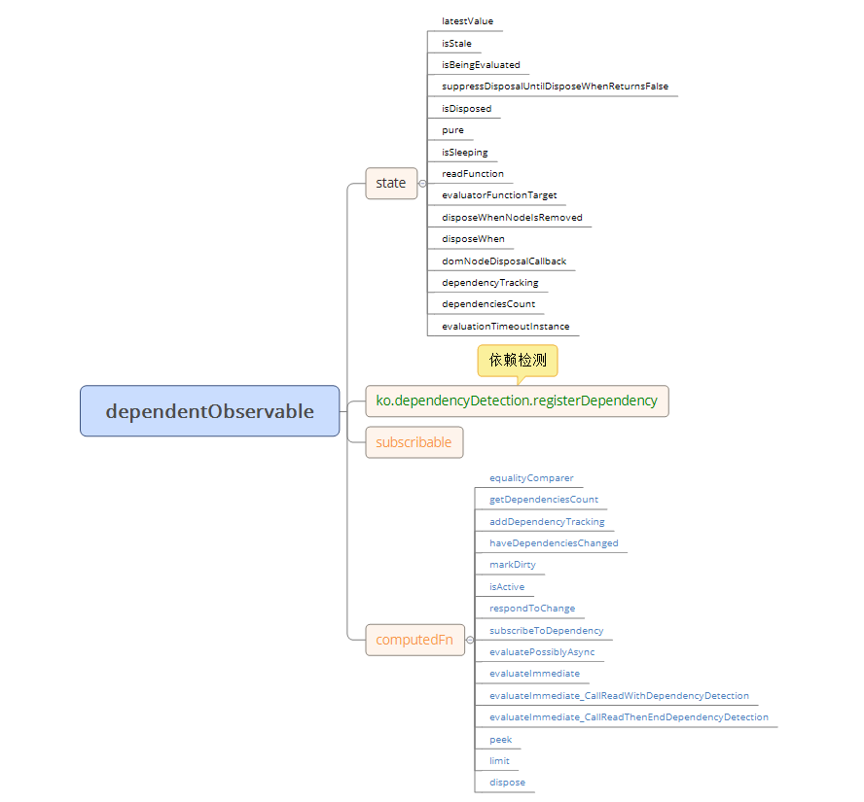 latestValue
isStale
isBeingEvaluated
suppressDisposalUntilDisposeWhenReturnsFalse
isDisposed
pure
isSleeping
state
readFunction
evaluatorFunctionTarget
disposeWhenNodeIsRemoved
disposeWhen
domNodeDisposalCallback
dependencyTracking
dependenciesCount
evaluationTimeoutInstance
依赖检测
ko.dependencyDetection.registerDependency
dependentObservable
subscribable
equalityComparer
getDependenciesCount
addDependencyTracking
haveDependenciesChanged
markDirty
isActive
respondToChange
subscribeToDependency
computedFn
evaluatePossiblyAsync
evaluateImmediate
evaluateImmediate_CallReadWithDependencyDetection
evaluateImmediate_CallReadThenEndDependencyDetection
peek
limit
dispose